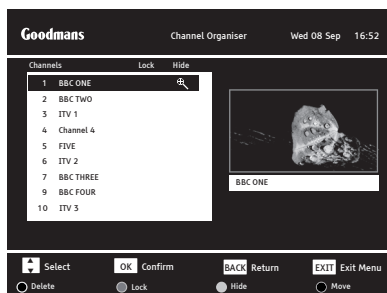 Goodmans Channel Organiser Wed 08 Sep 16:52
Channels Lock Hide
1 BBC ONE
2 BBC TWO
3 ITV 1
4 Channel 4
5 FIVE
6 ITV 2
7 BBC THREE
9 BBC FOUR
10 ITV 3
BBC ONE
Select OK Confirm BACK Return EXIT Exit Menu
Delete Lock Hide Move